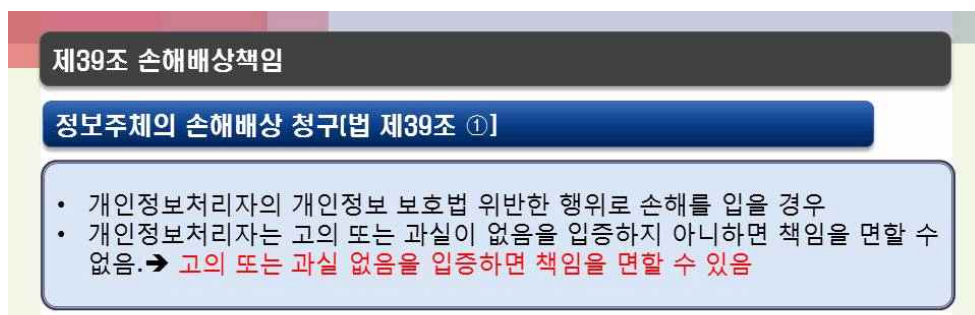 제39조 손해배상책임
정보주체의 손해배상 청구[법 제39조 ①]
• 개인정보처리자의 개인정보 보호법 위반한 행위로 손해를 입을 경우
• 개인정보처리자는 고의 또는 과실이 없음을 입증하지 아니하면 책임을 면할 수
없음.➔ 고의 또는 과실 없음을 입증하면 책임을 면할 수 있음